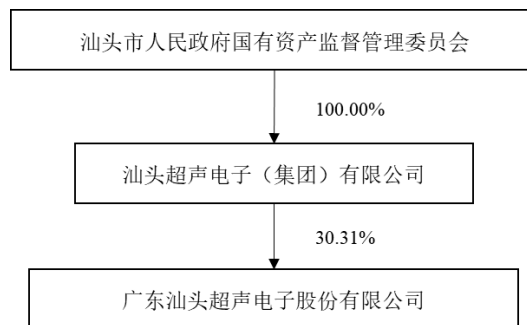 汕头市人民政府国有资产监督管理委员会
100.00%
汕头超声电子（集团）有限公司
30.31%
广东汕头超声电子股份有限公司